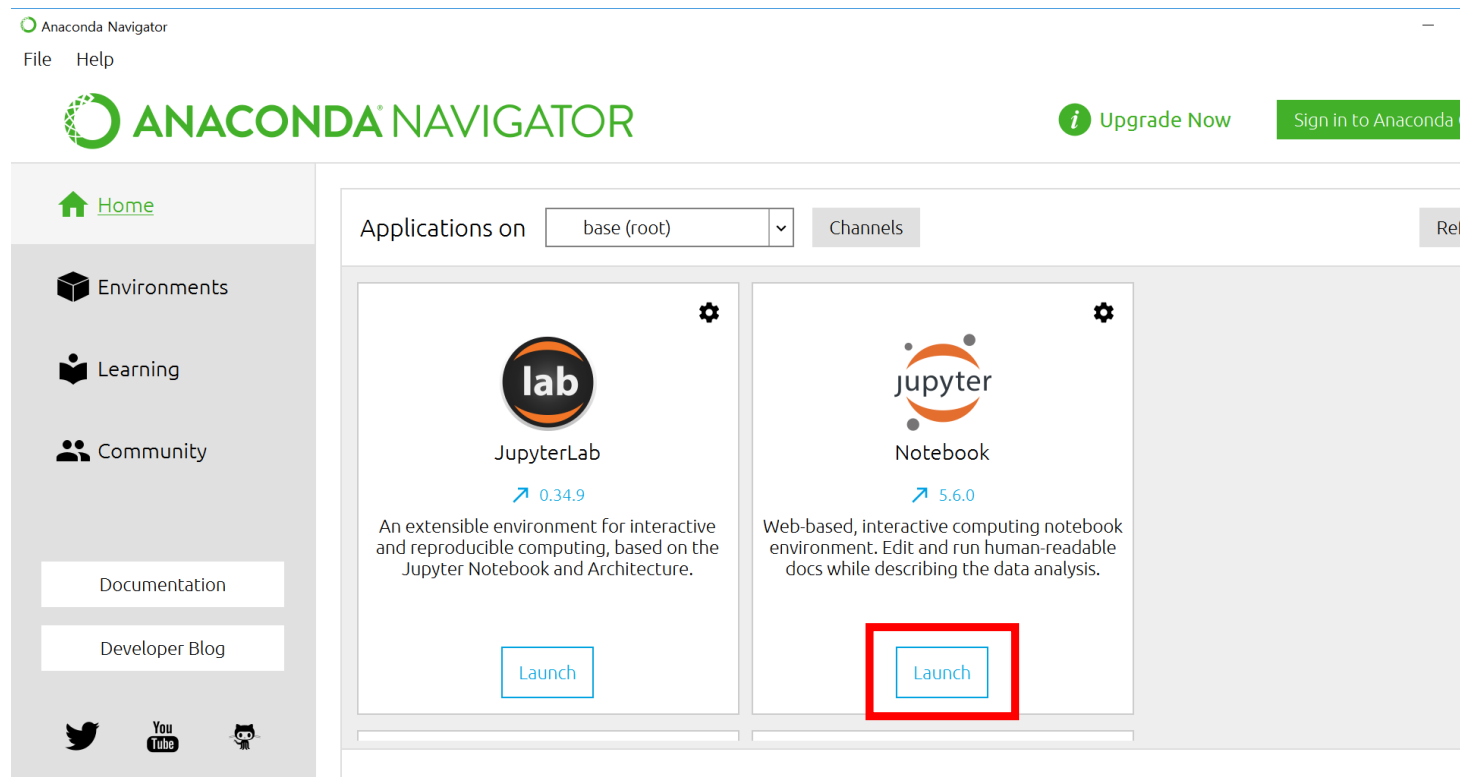 Anaconda Navigator
File Help
ANACONDA NAVIGATOR
Upgrade Now
Sign in to Anaconda
Home
Environments
Learning
Community
Documentation
Developer Blog
You
Tube
Applications on
base (root)
Channels
Ref
lab
JupyterLab
0.34.9
An extensible environment for interactive
and reproducible computing, based on the
Jupyter Notebook and Architecture.
Launch
jupyter
Notebook
5.6.0
Web-based, interactive computing notebook
environment. Edit and run human-readable
docs while describing the data analysis.
Launch